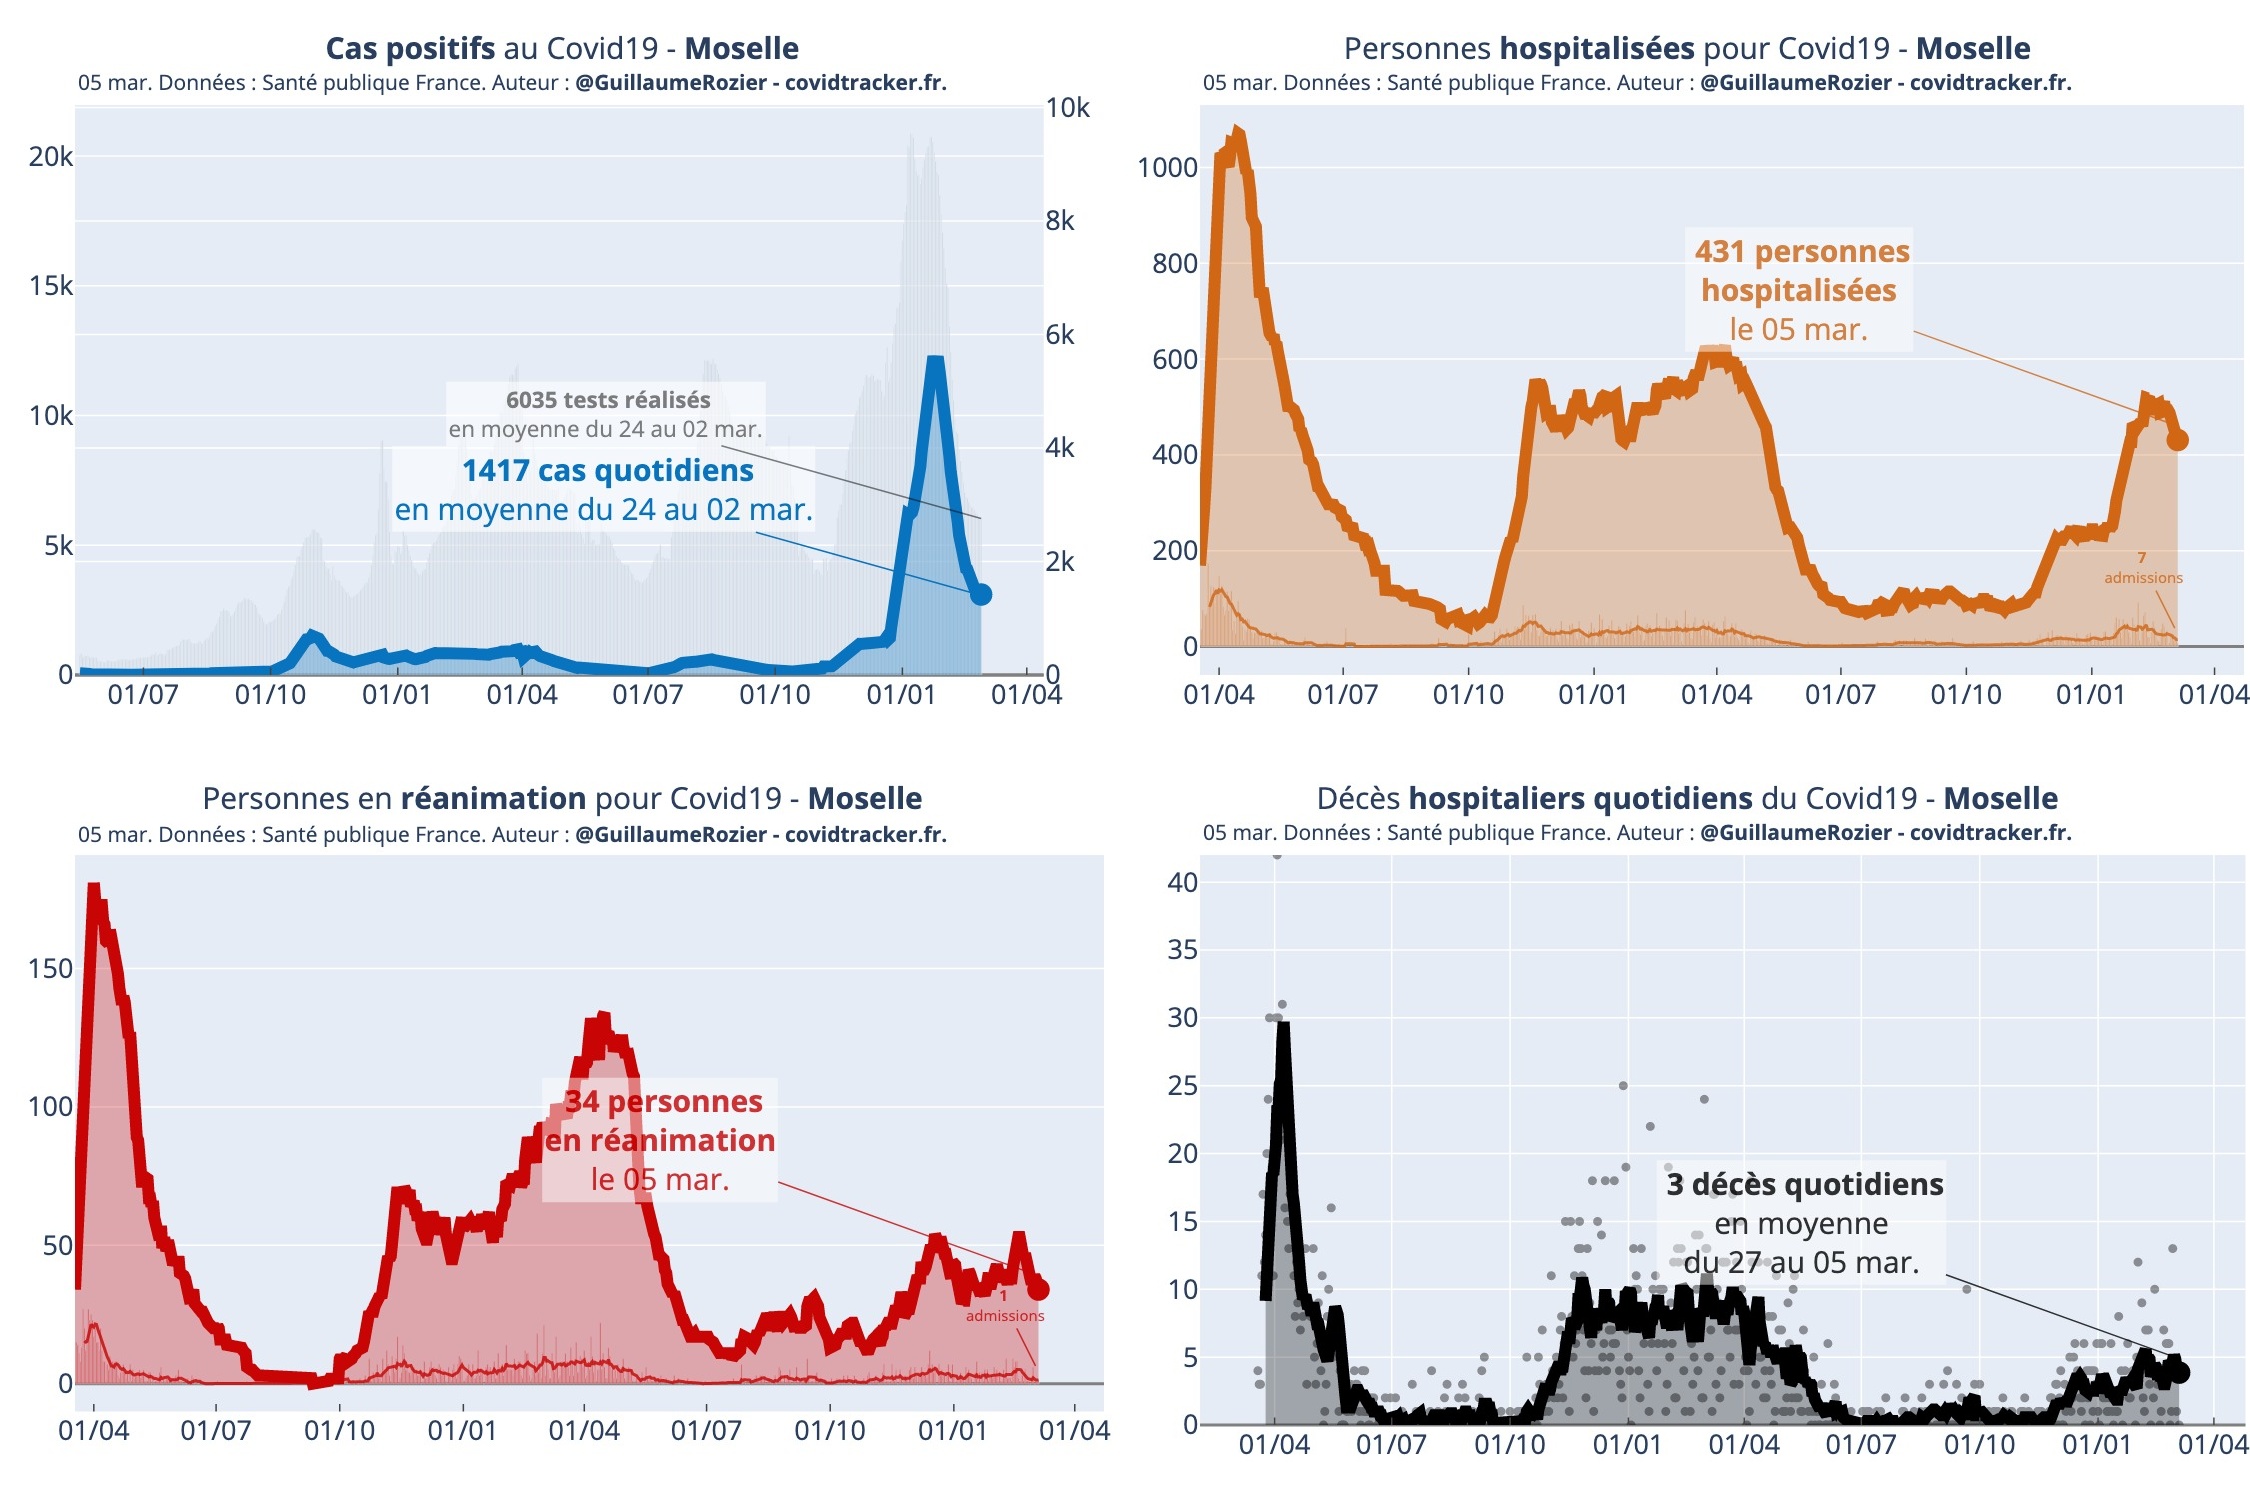 Cas positifs au Covid19 - Moselle
05 mar. Données : Santé publique France. Auteur : @GuillaumeRozier - covidtracker.fr.
20k
15k
10k
5k
0
10k
8k
6k
4k
2k
0
6035 tests réalisés
en moyenne du 24 au 02 mar.
1417 cas quotidiens
en moyenne du 24 au 02 mar.
01/07 01/10 01/01 01/04 01/07 01/10 01/01 01/04
Personnes hospitalisées pour Covid19 - Moselle
05 mar. Données : Santé publique France. Auteur : @GuillaumeRozier - covidtracker.fr.
1000
800
600
400
200
0
431 personnes
hospitalisées
le 05 mar.
7
admissions
01/04 01/07 01/10 01/01 01/04 01/07 01/10 01/01 01/04
Personnes en réanimation pour Covid19 - Moselle
05 mar. Données : Santé publique France. Auteur : @GuillaumeRozier - covidtracker.fr.
150
100
50
0
34 personnes
en réanimation
le 05 mar.
1
admissions
01/04 01/07 01/10 01/01 01/04 01/07 01/10 01/01 01/04
Décès hospitaliers quotidiens du Covid19 - Moselle
05 mar. Données : Santé publique France. Auteur : @GuillaumeRozier - covidtracker.fr.
40
35
30
25
20
15
10
5
0
3 décès quotidiens
en moyenne
du 27 au 05 mar.
01/04 01/07 01/10 01/01 01/04 01/07 01/10 01/01 01/04